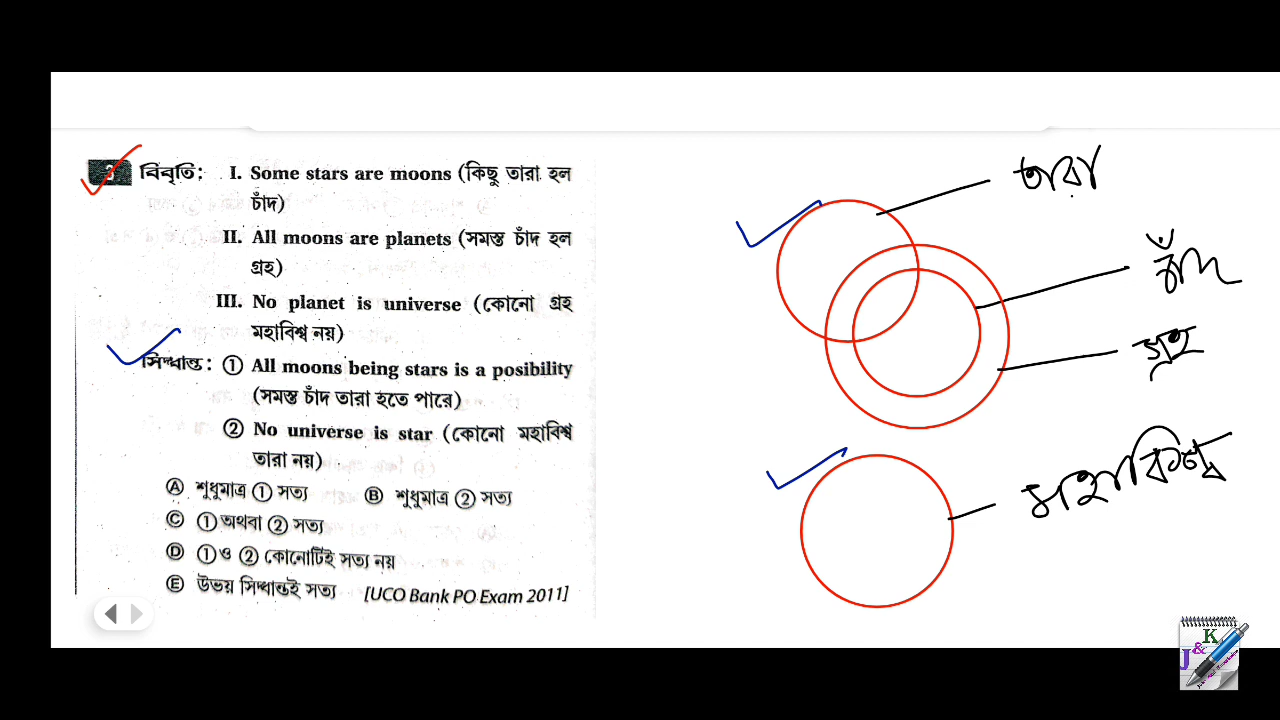 3 বিবৃতি: I. Some stars are moons (কিছু তারা হল
চাঁদ)
II. All moons are planets (সমস্ত চাঁদ হল
গ্রহ)
III. No planet is universe (কোনো গ্রহ
মহাবিশ্ব নয়)
সিদ্ধান্ত: ① All moons being stars is a posibility
(সমস্ত চাঁদ তারা হতে পারে)
② No universe is star (কোনো মহাবিশ্ব
তারা নয়)
Ⓐ শুধুমাত্র ① সত্য Ⓑ শুধুমাত্র ② সত্য
Ⓒ ① অথবা ② সত্য
Ⓓ ① ও ② কোনোটিই সত্য নয়
Ⓔ উভয় সিদ্ধান্তই সত্য [UCO Bank PO Exam 2011]
তারা
চাঁদ
গ্রহ
মহাবিশ্ব
J&K